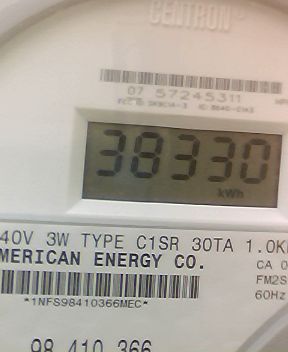 CENTRON®
07 57245311
38330
kWh
40V 3W TYPE C1SR 30TA 1.0K
MERICAN ENERGY CO.
CA 0
FM2S
60Hz
*1NFS98410366MEC*
98 410 366